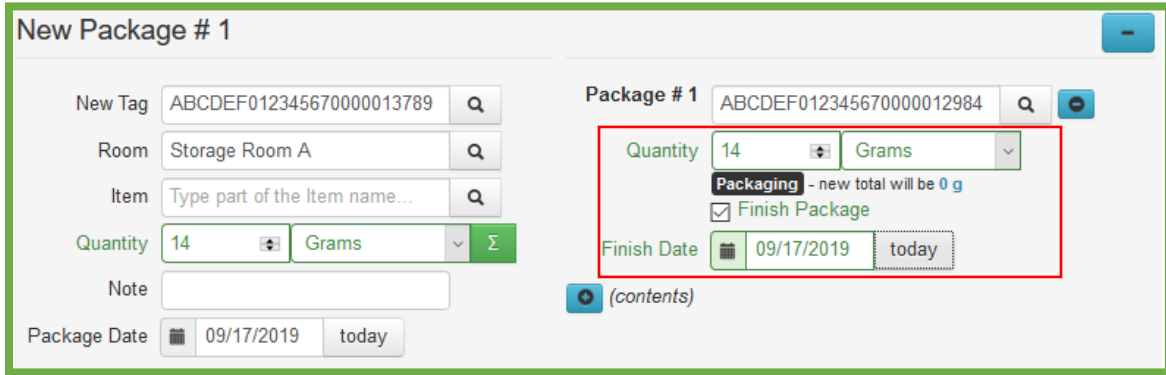 New Package # 1
-
New Tag ABCDEF012345670000013789
Room Storage Room A
Item Type part of the Item name...
Quantity 14 Grams Σ
Note
Package Date 09/17/2019 today
Package # 1 ABCDEF012345670000012984
Quantity 14 Grams
Packaging - new total will be 0 g
Finish Package
Finish Date 09/17/2019 today
(contents)